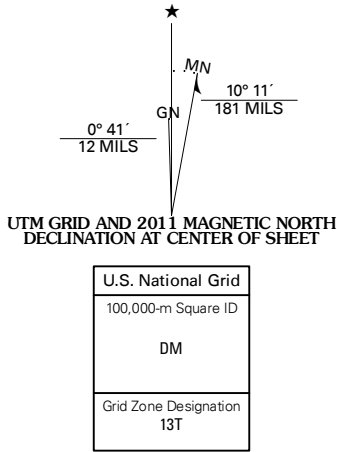 ★
MN
GN
10° 11´
181 MILS
0° 41´
12 MILS
UTM GRID AND 2011 MAGNETIC NORTH
DECLINATION AT CENTER OF SHEET
U.S. National Grid
100,000-m Square ID
DM
Grid Zone Designation
13T